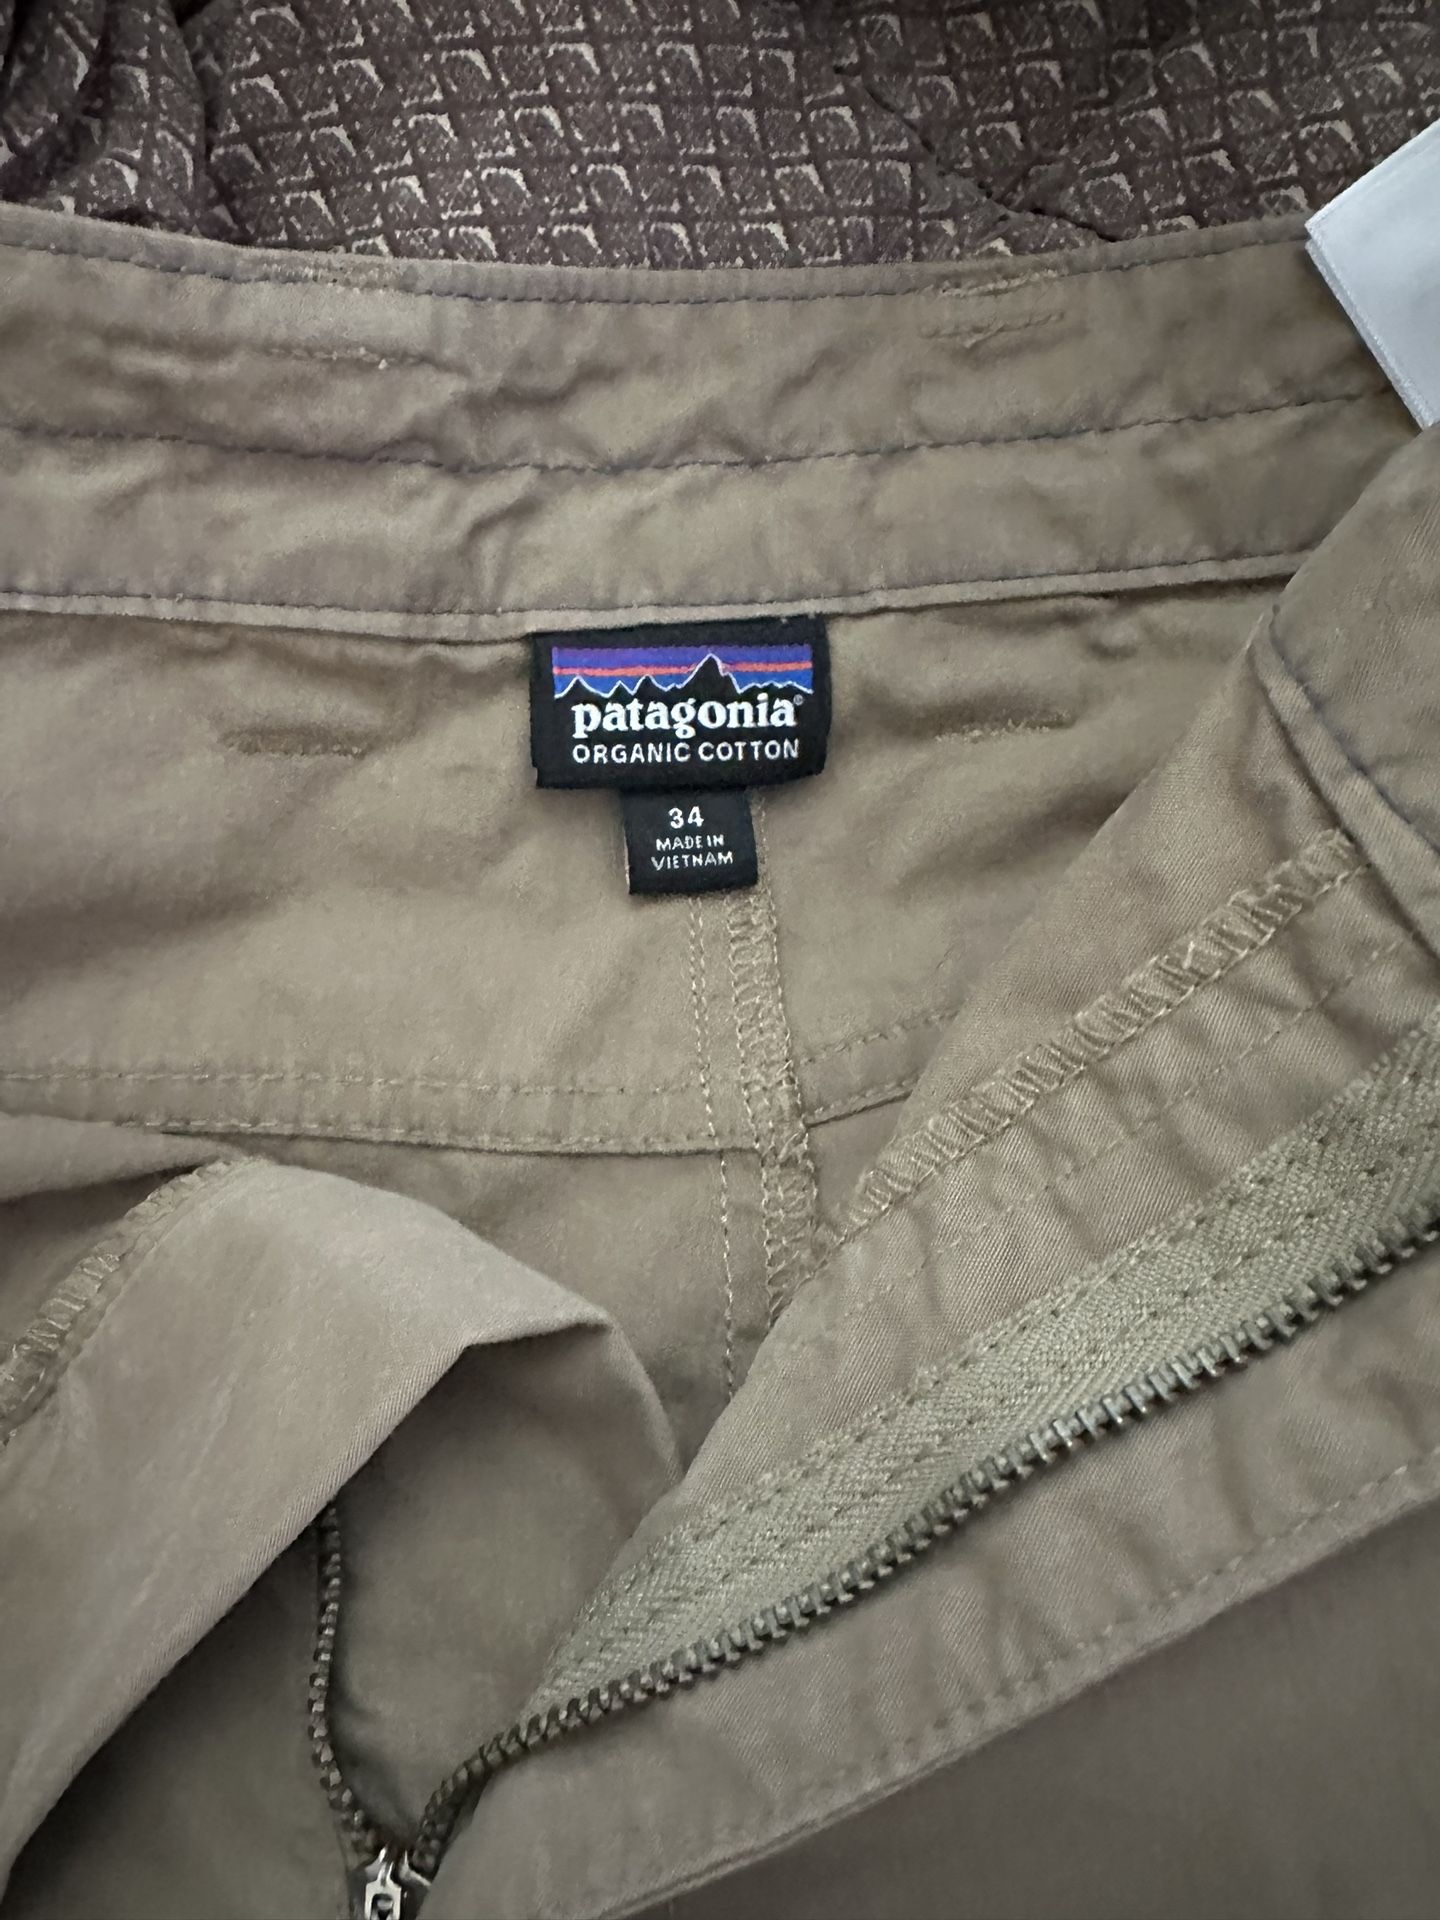 patagonia®
ORGANIC COTTON
34
MADE IN
VIETNAM